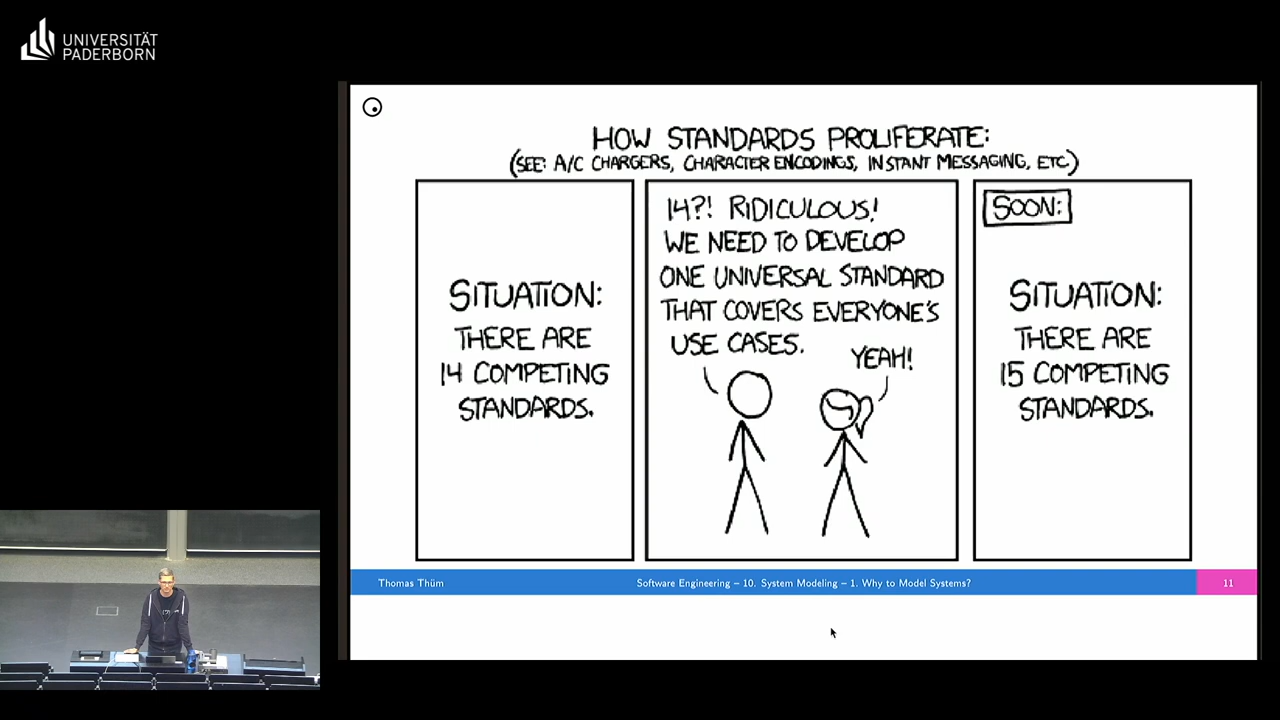 UNIVERSITÄT
PADERBORN
HOW STANDARDS PROLIFERATE:
(SEE: A/C CHARGERS, CHARACTER ENCODINGS, INSTANT MESSAGING, ETC.)
SITUATION:
THERE ARE
14 COMPETING
STANDARDS.
14?! RIDICULOUS!
WE NEED TO DEVELOP
ONE UNIVERSAL STANDARD
THAT COVERS EVERYONE'S
USE CASES.
YEAH!
SOON:
SITUATION:
THERE ARE
15 COMPETING
STANDARDS.
Thomas Thüm
Software Engineering – 10. System Modeling – 1. Why to Model Systems?
11